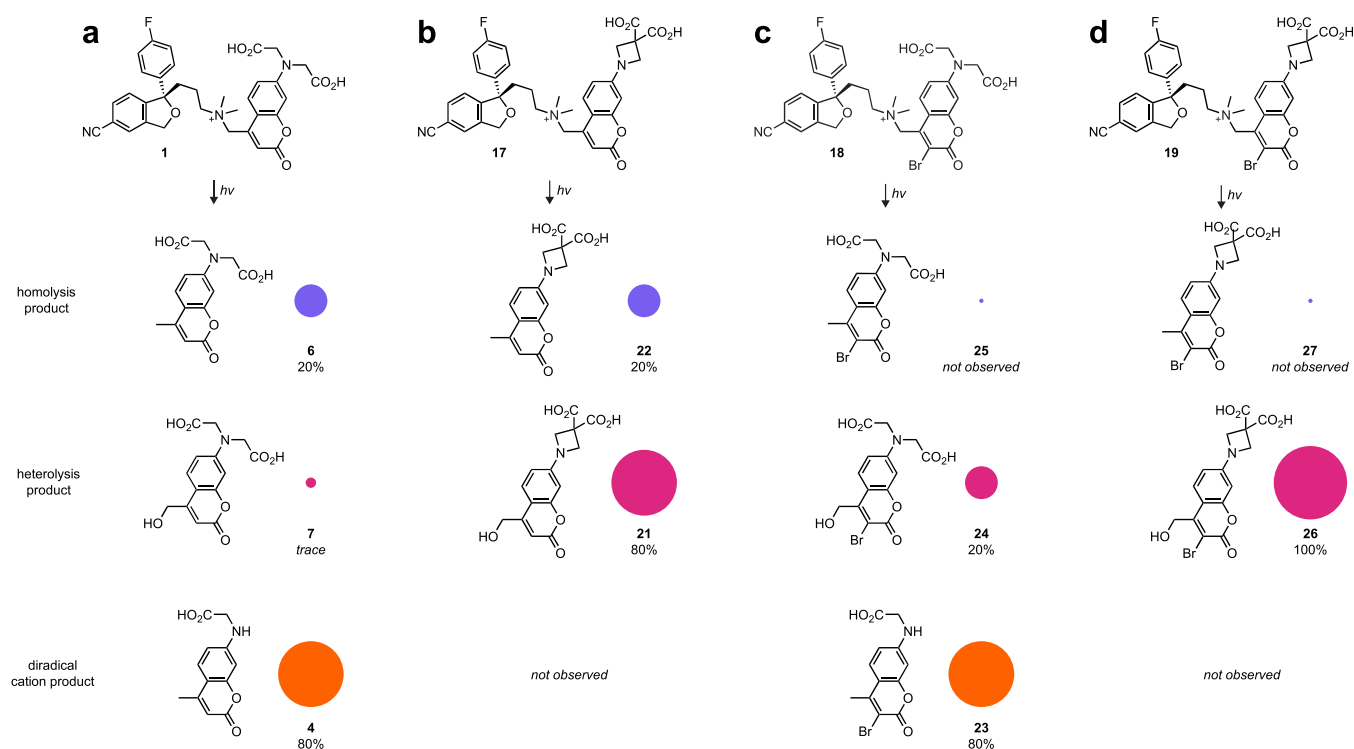 a
F
HO2C
N
CO2H
O
NC
N
+
O
O
1
hv
b
F
HO2C
CO2H
N
O
NC
N
+
O
O
17
hv
c
F
HO2C
N
CO2H
O
NC
N
+
O
Br
O
18
hv
d
F
HO2C
CO2H
N
O
NC
N
+
O
Br
O
19
hv
homolysis
product
HO2C
N
CO2H
O
O
6
20%
HO2C
CO2H
N
O
O
22
20%
HO2C
N
CO2H
O
Br
O
25
not observed
HO2C
CO2H
N
O
Br
O
27
not observed
heterolysis
product
HO2C
N
CO2H
O
HO
O
7
trace
HO2C
CO2H
N
O
HO
O
21
80%
HO2C
N
CO2H
O
HO
Br
O
24
20%
HO2C
CO2H
N
O
HO
Br
O
26
100%
diradical
cation product
HO2C
NH
O
O
4
80%
not observed
HO2C
NH
O
Br
O
23
80%
not observed